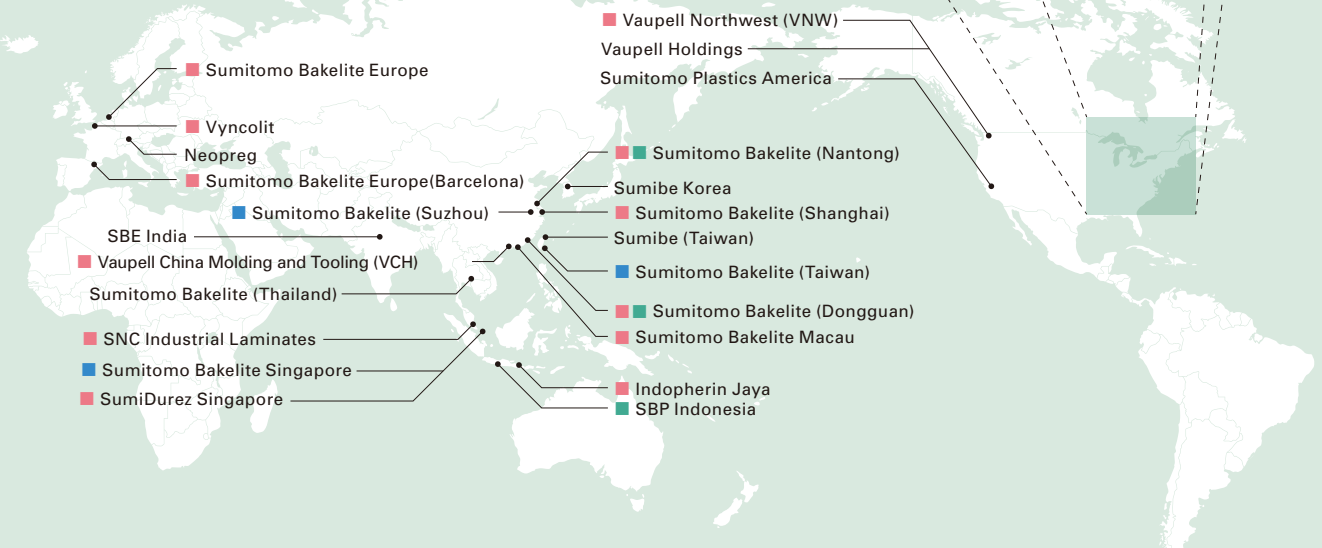 Vaupell Northwest (VNW)
Vaupell Holdings
Sumitomo Plastics America
Sumitomo Bakelite Europe
Vyncolit
Neopreg
Sumitomo Bakelite Europe(Barcelona)
Sumitomo Bakelite (Suzhou)
SBE India
Vaupell China Molding and Tooling (VCH)
Sumitomo Bakelite (Thailand)
SNC Industrial Laminates
Sumitomo Bakelite Singapore
SumiDurez Singapore
Sumitomo Bakelite (Nantong)
Sumibe Korea
Sumitomo Bakelite (Shanghai)
Sumibe (Taiwan)
Sumitomo Bakelite (Taiwan)
Sumitomo Bakelite (Dongguan)
Sumitomo Bakelite Macau
Indopherin Jaya
SBP Indonesia